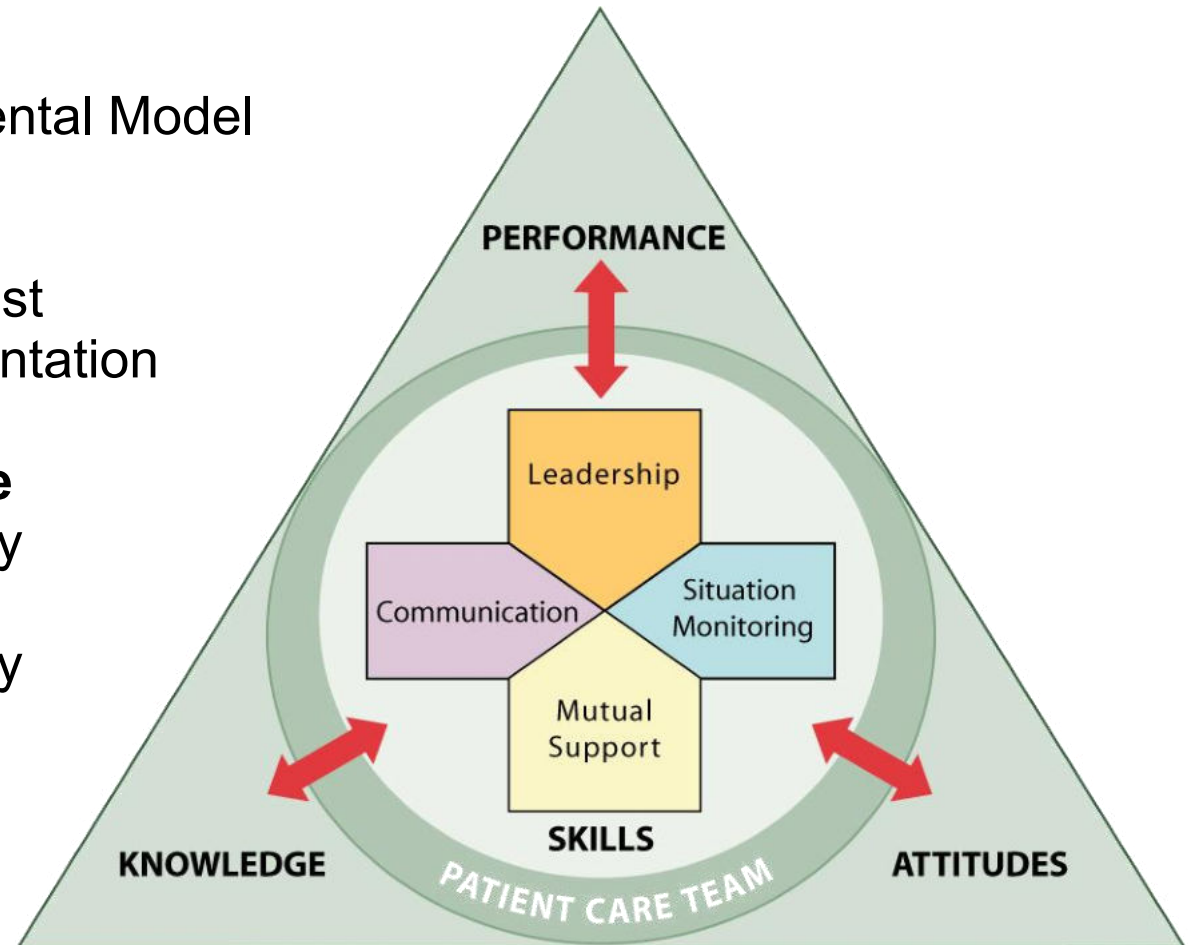 ental Model
st
ntation
e
y
y
PERFORMANCE
Leadership
Communication
Situation
Monitoring
Mutual
Support
SKILLS
KNOWLEDGE
ATTITUDES
PATIENT CARE TEAM